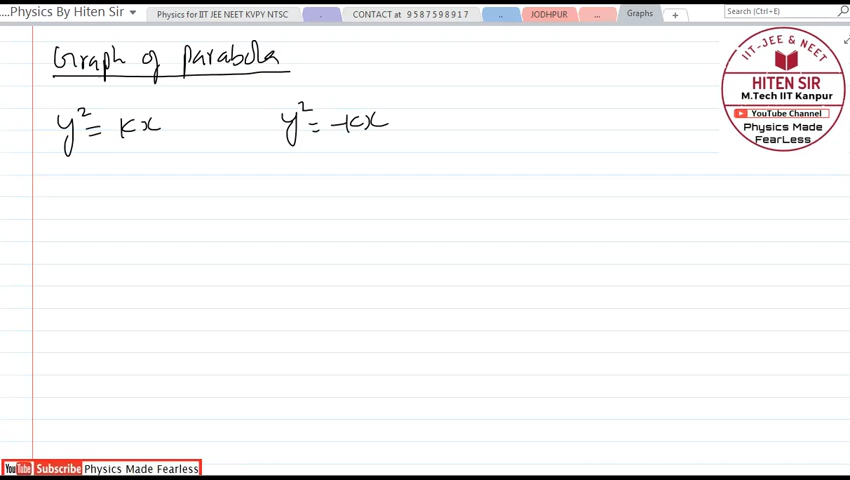 ....Physics By Hiten Sir
Physics for IIT JEE NEET KVPY NTSC
.
CONTACT at 9587598917
..
JODHPUR
...
Graphs
+
Search (Ctrl+E)
Graph of parabola
y² = kx
y² = -kx
IIT-JEE & NEET
HITEN SIR
M.Tech IIT Kanpur
YouTube Channel
Physics Made
FearLess
YouTube Subscribe Physics Made Fearless